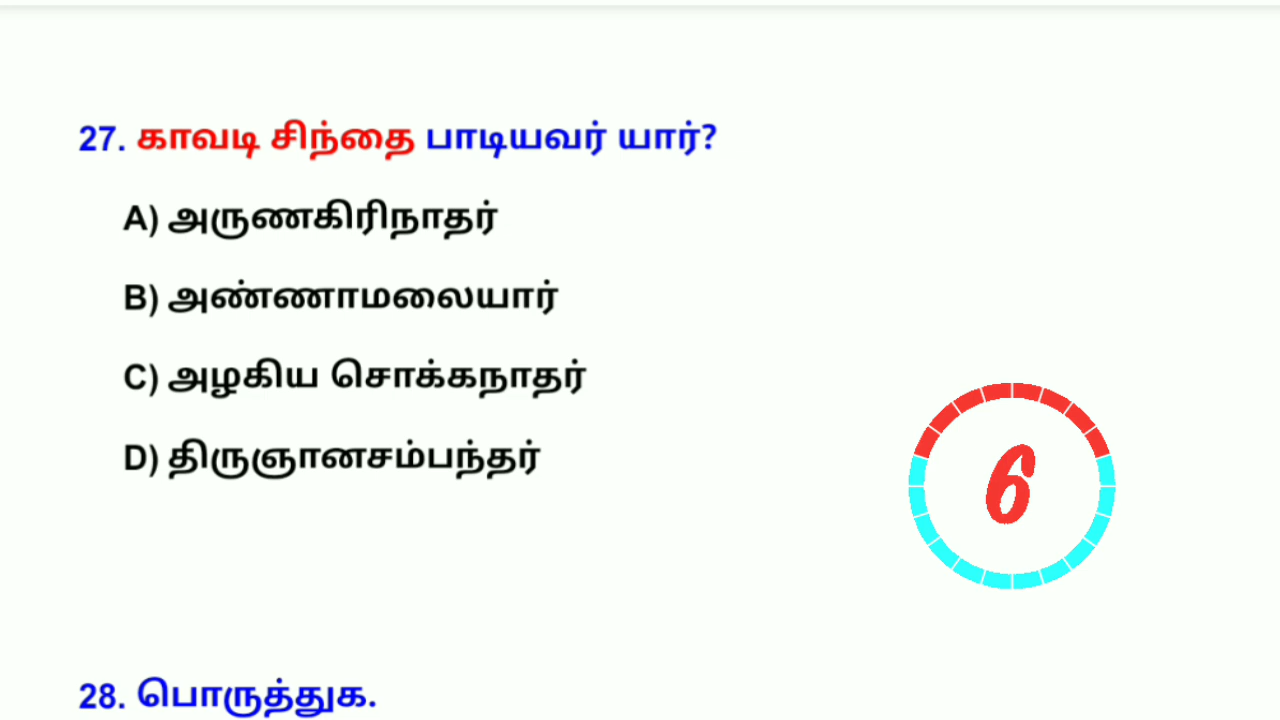 27. காவடி சிந்தை பாடியவர் யார்?
A) அருணகிரிநாதர்
B) அண்ணாமலையார்
C) அழகிய சொக்கநாதர்
D) திருஞானசம்பந்தர்
6
28. பொருத்துக.